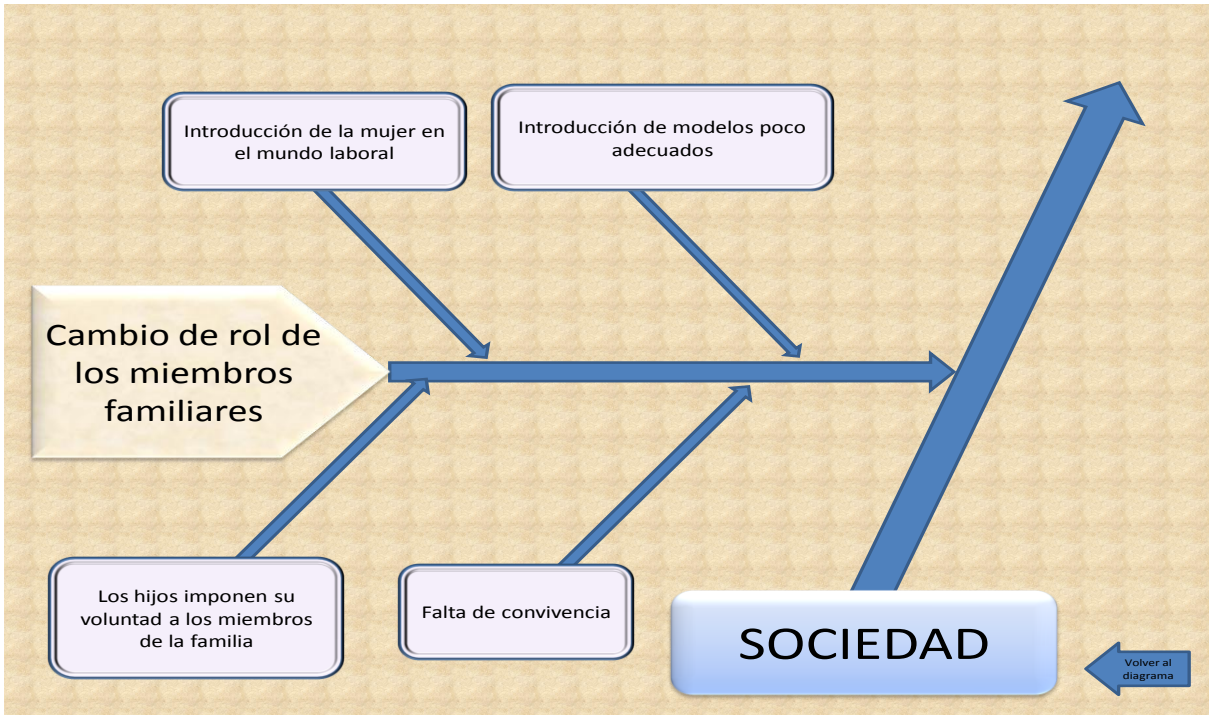 Introducción de la mujer en
el mundo laboral
Introducción de modelos poco
adecuados
Cambio de rol de
los miembros
familiares
Los hijos imponen su
voluntad a los miembros
de la familia
Falta de convivencia
SOCIEDAD
Volver al
diagrama